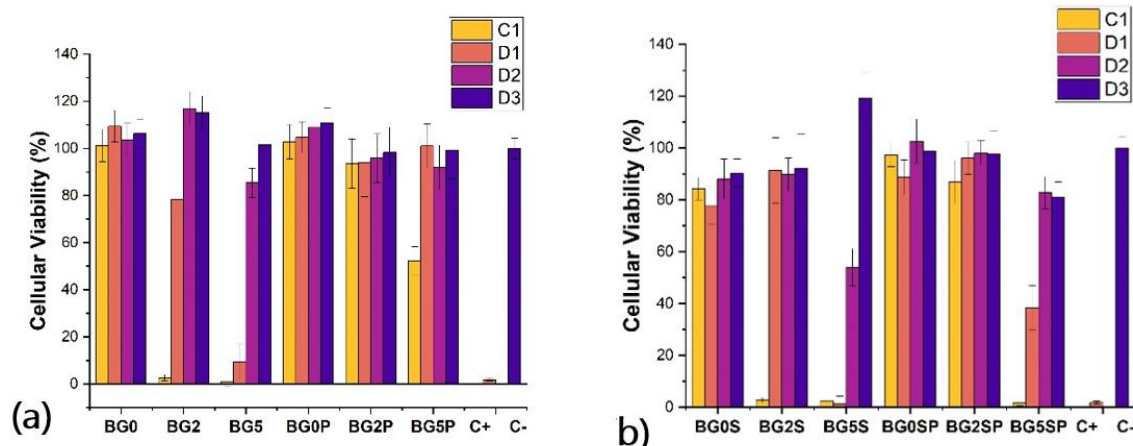 C1
D1
D2
D3
140
120
100
80
60
40
20
0
Cellular Viability (%)
BG0 BG2 BG5 BG0P BG2P BG5P C+ C-
(a)
C1
D1
D2
D3
140
120
100
80
60
40
20
0
Cellular Viability (%)
BG0S BG2S BG5S BG0SP BG2SP BG5SP C+ C-
b)